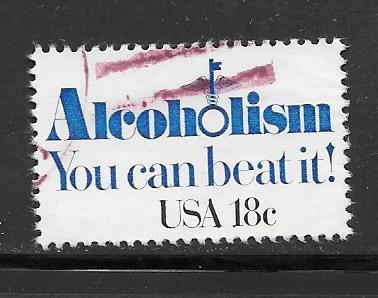 Alcoholism
You can beat it!
USA 18c